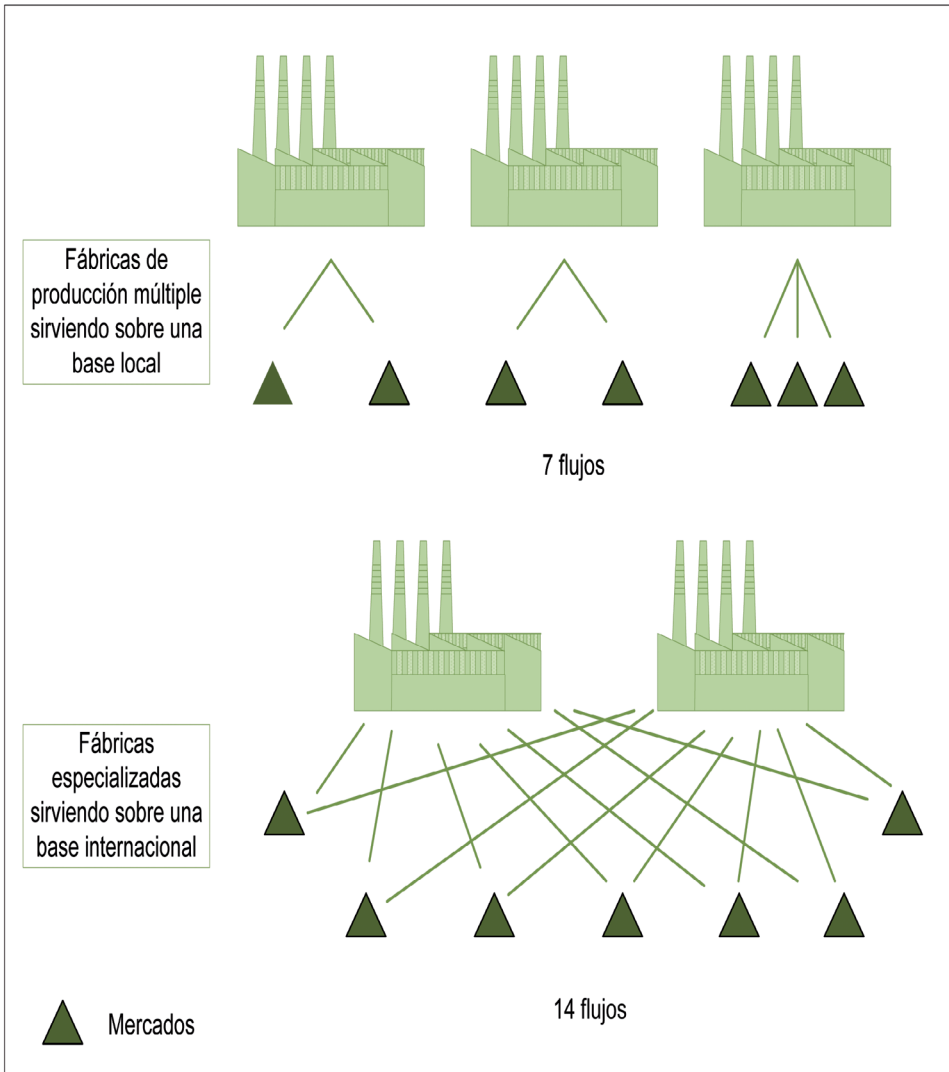 Fábricas de
producción múltiple
sirviendo sobre una
base local
7 flujos
Fábricas
especializadas
sirviendo sobre una
base internacional
14 flujos
Mercados